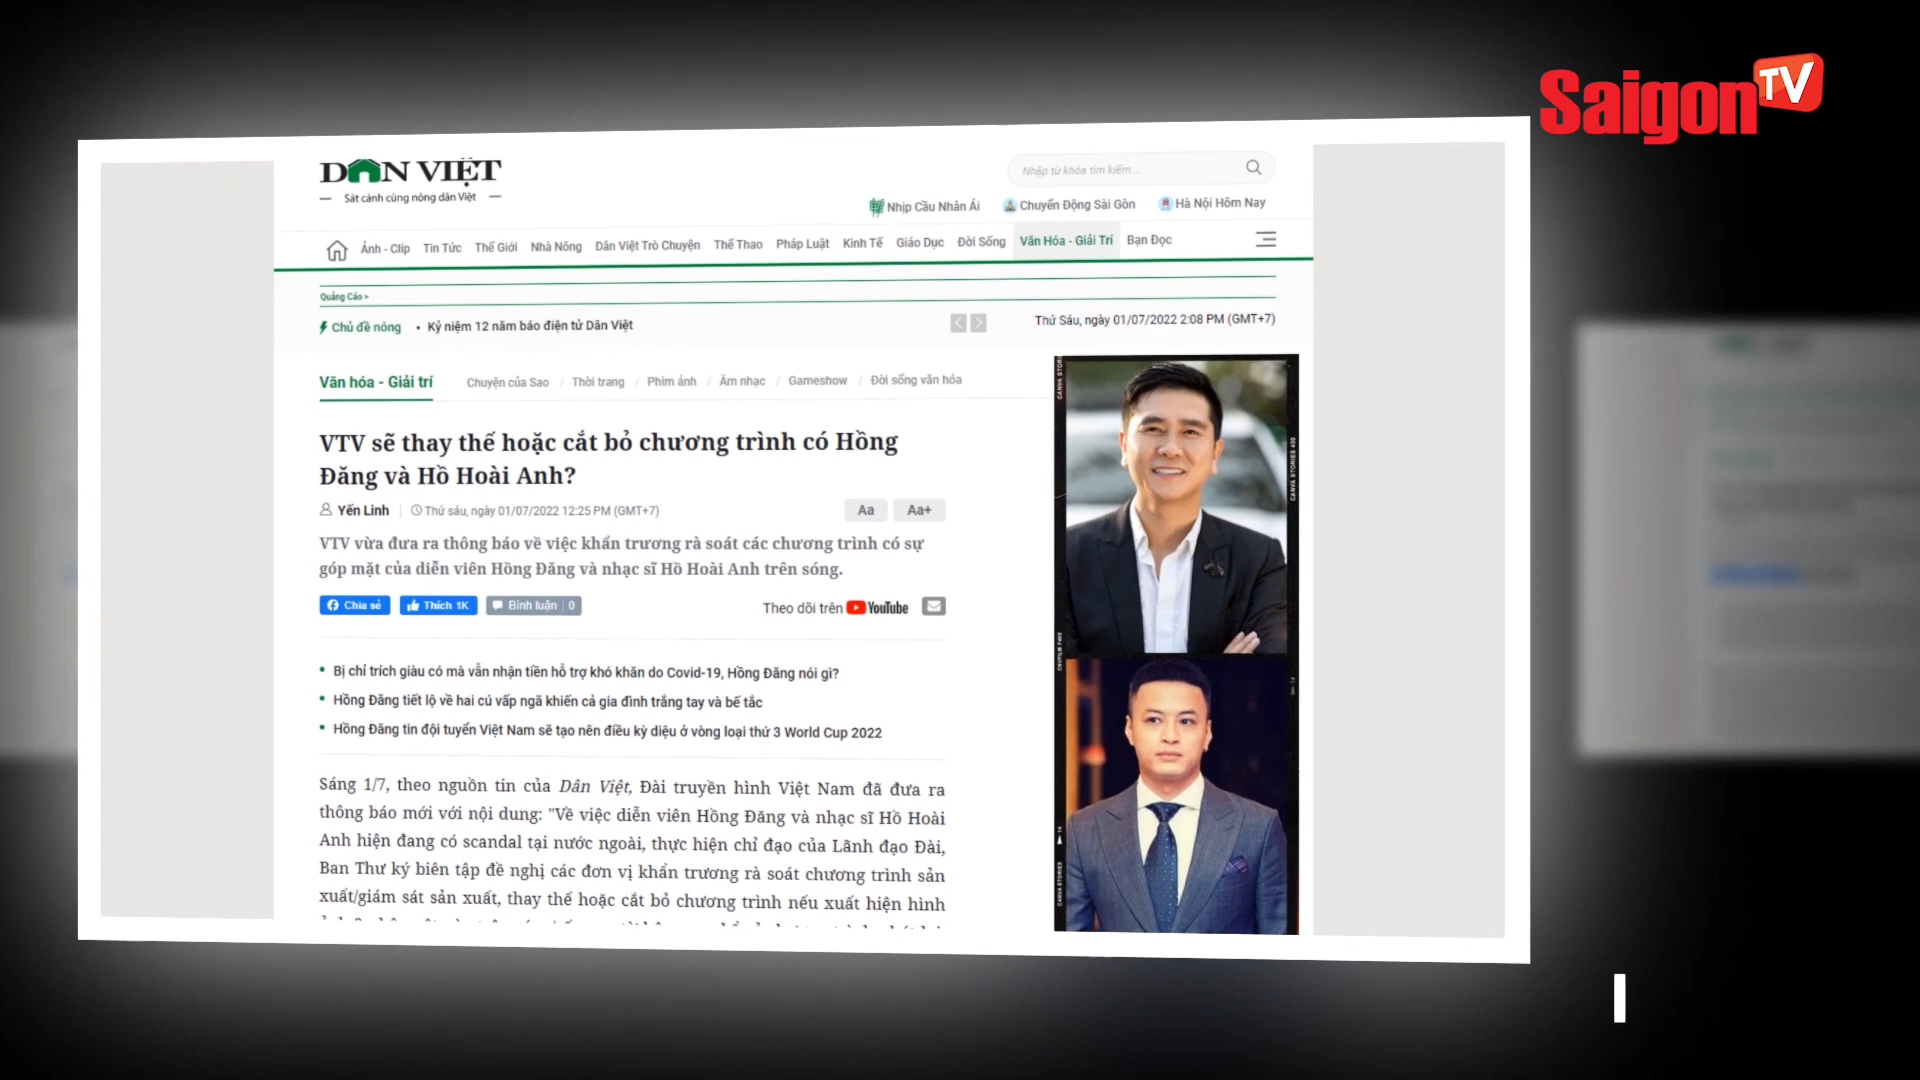 Saigon TV
DÂN VIỆT
Sát cánh cùng nông dân Việt
Nhập từ khóa tìm kiếm...
Nhịp Cầu Nhân Ái Chuyển Động Sài Gòn Hà Nội Hôm Nay
Ảnh - Clip Tin Tức Thế Giới Nhà Nông Dân Việt Trò Chuyện Thể Thao Pháp Luật Kinh Tế Giáo Dục Đời Sống Văn Hóa - Giải Trí Bạn Đọc
Quảng Cáo >
Chủ đề nóng • Kỷ niệm 12 năm báo điện tử Dân Việt
Thứ Sáu, ngày 01/07/2022 2:08 PM (GMT+7)
Văn hóa - Giải trí Chuyện của Sao / Thời trang / Phim ảnh / Âm nhạc / Gameshow / Đời sống văn hóa
VTV sẽ thay thế hoặc cắt bỏ chương trình có Hồng
Đăng và Hồ Hoài Anh?
Yến Linh Thứ sáu, ngày 01/07/2022 12:25 PM (GMT+7) Aa Aa+
VTV vừa đưa ra thông báo về việc khẩn trương rà soát các chương trình có sự
góp mặt của diễn viên Hồng Đăng và nhạc sĩ Hồ Hoài Anh trên sóng.
Chia sẻ Thích 1K Bình luận 0 Theo dõi trên YouTube
• Bị chỉ trích giàu có mà vẫn nhận tiền hỗ trợ khó khăn do Covid-19, Hồng Đăng nói gì?
• Hồng Đăng tiết lộ về hai cú vấp ngã khiến cả gia đình trắng tay và bế tắc
• Hồng Đăng tin đội tuyển Việt Nam sẽ tạo nên điều kỳ diệu ở vòng loại thứ 3 World Cup 2022
Sáng 1/7, theo nguồn tin của Dân Việt, Đài truyền hình Việt Nam đã đưa ra
thông báo mới với nội dung: "Về việc diễn viên Hồng Đăng và nhạc sĩ Hồ Hoài
Anh hiện đang có scandal tại nước ngoài, thực hiện chỉ đạo của Lãnh đạo Đài,
Ban Thư ký biên tập đề nghị các đơn vị khẩn trương rà soát chương trình sản
xuất/giám sát sản xuất, thay thế hoặc cắt bỏ chương trình nếu xuất hiện hình
CANVA STORIES 400
CANVA STORIES